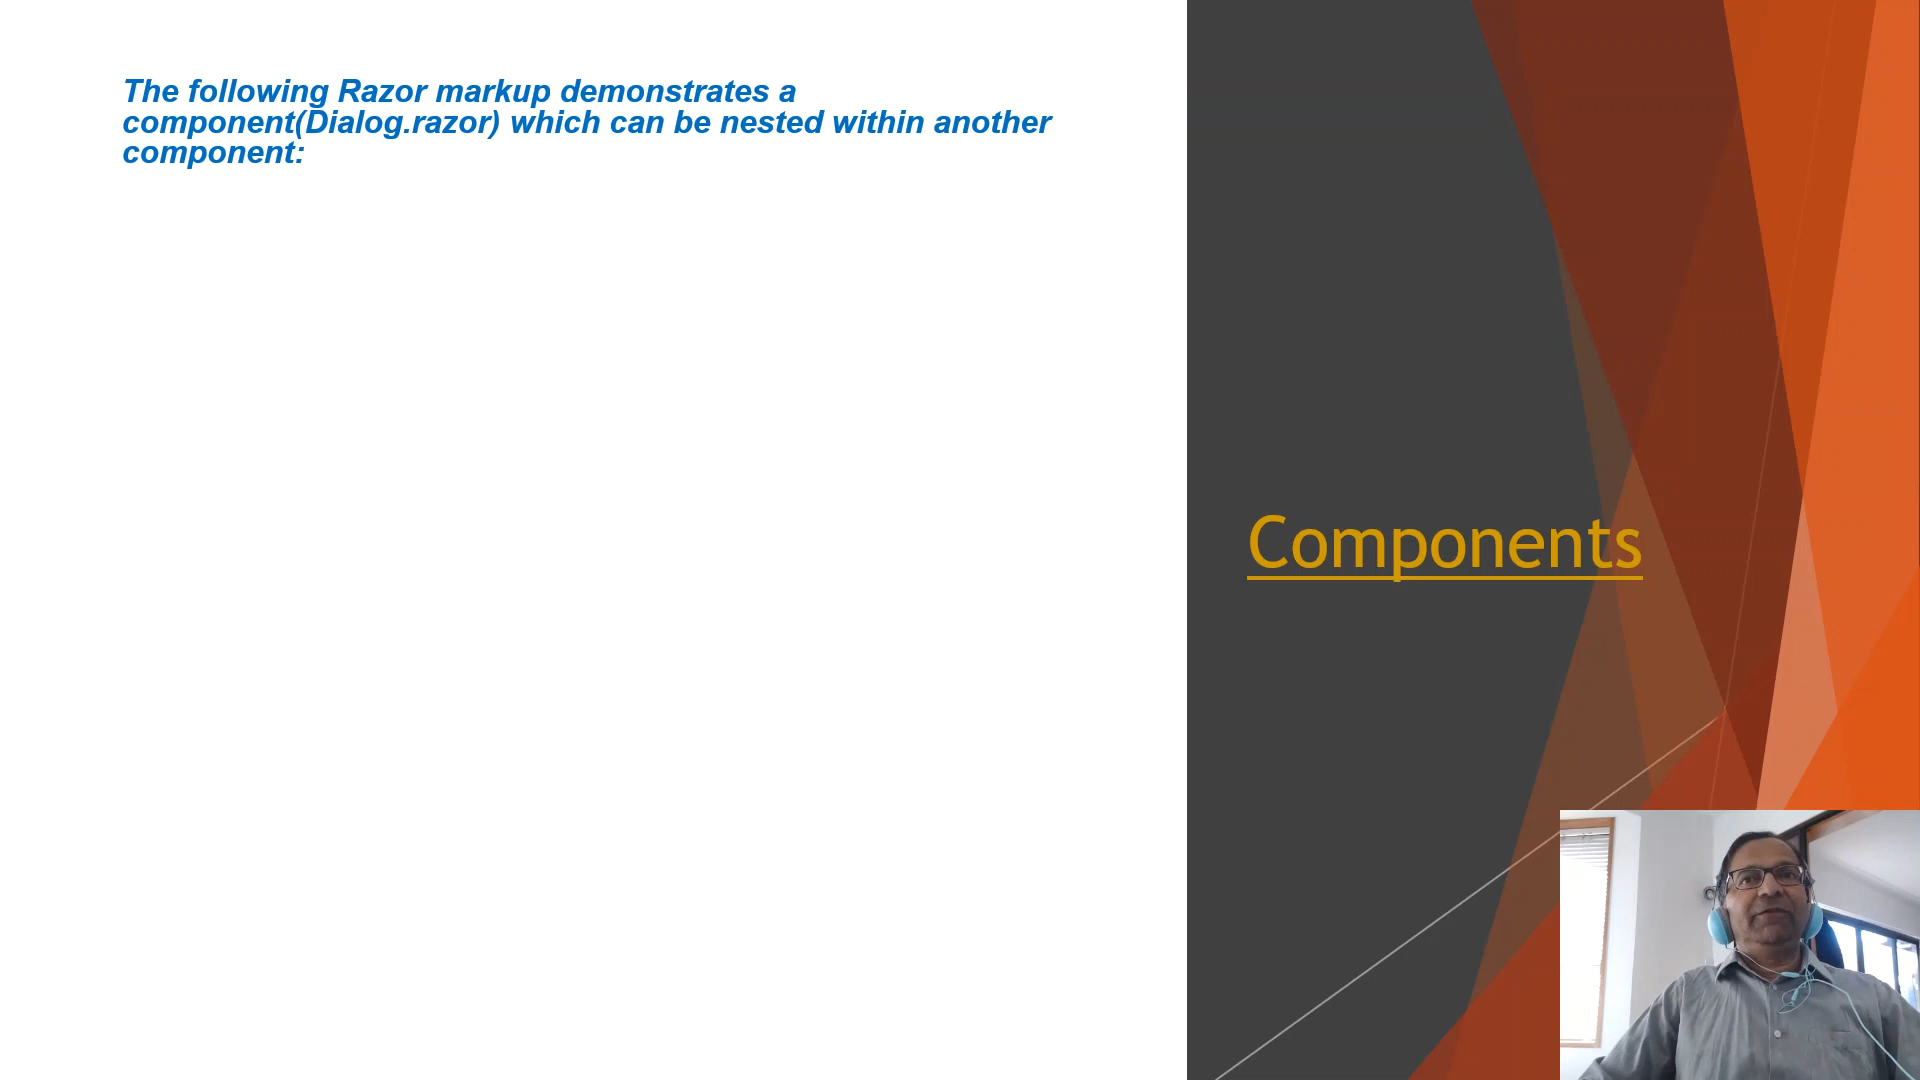 The following Razor markup demonstrates a
component(Dialog.razor) which can be nested within another
component:
Components